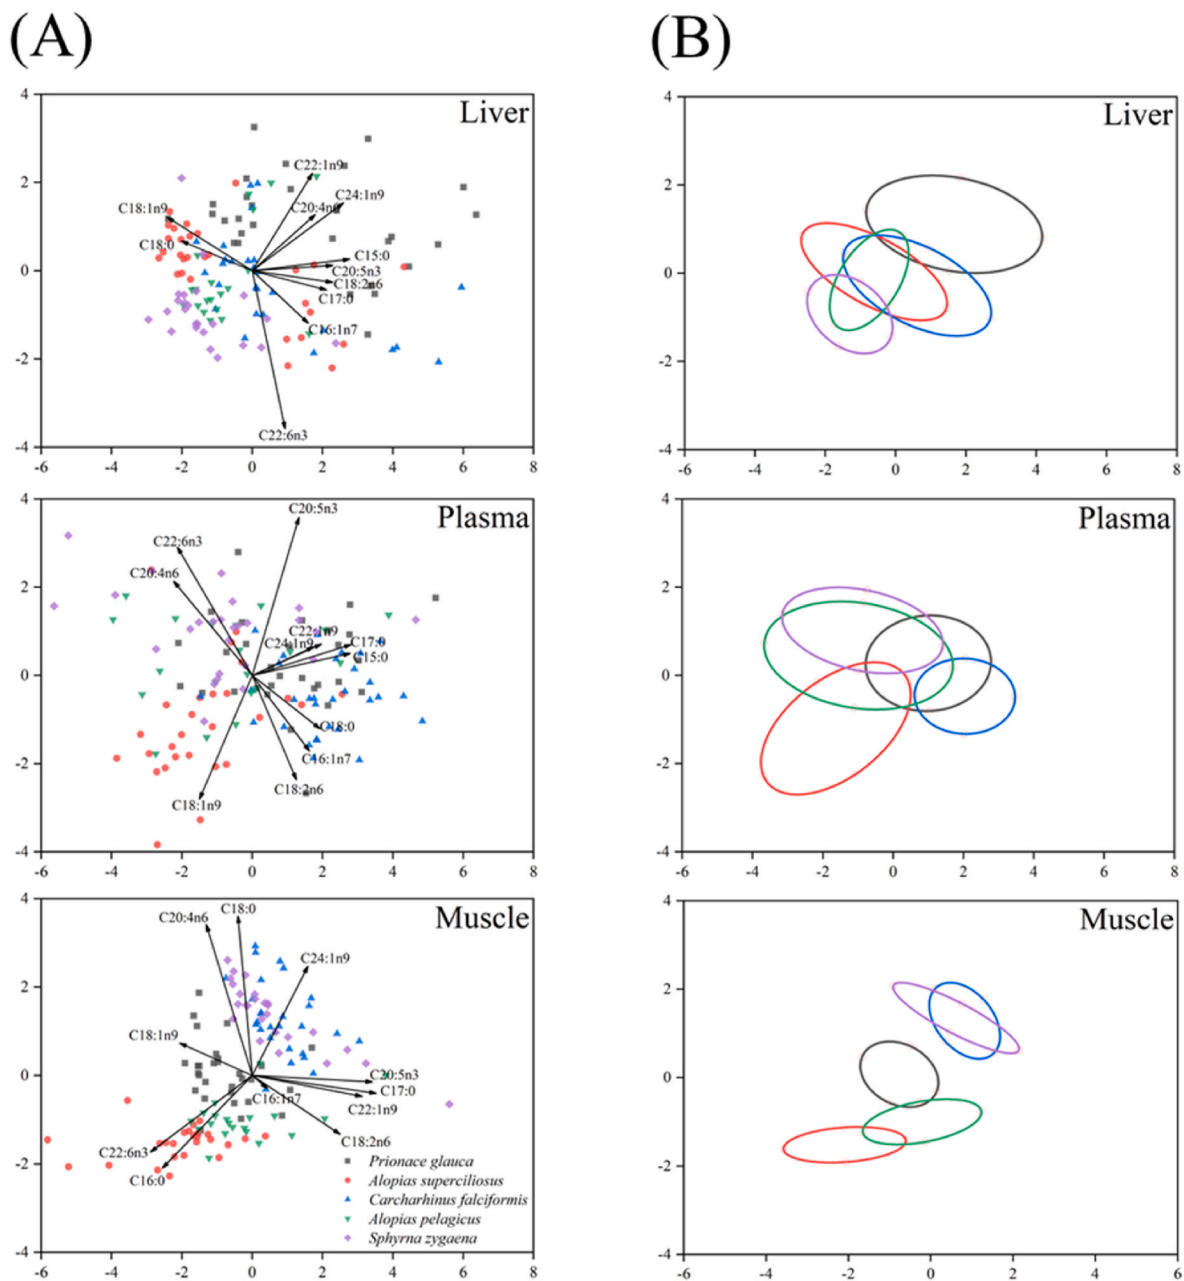 (A)
(B)
Liver
4
2
0
-2
-4
-6
-4
-2
0
2
4
6
8
C22:1n9
C24:1n9
C20:4n6
C18:1n9
C18:0
C15:0
C20:5n3
C18:2n6
C17:0
C16:1n7
C22:6n3
Liver
4
2
0
-2
-4
-6
-4
-2
0
2
4
6
8
Plasma
4
2
0
-2
-4
-6
-4
-2
0
2
4
6
8
C20:5n3
C22:6n3
C20:4n6
C22:1n9
C24:1n9
C17:0
C15:0
C18:0
C16:1n7
C18:2n6
C18:1n9
Plasma
4
2
0
-2
-4
-6
-4
-2
0
2
4
6
8
Muscle
4
2
0
-2
-4
-6
-4
-2
0
2
4
6
8
C18:0
C20:4n6
C24:1n9
C18:1n9
C20:5n3
C17:0
C16:1n7
C22:1n9
C18:2n6
C22:6n3
C16:0
Prionace glauca
Alopias superciliosus
Carcharhinus falciformis
Alopias pelagicus
Sphyrna zygaena
Muscle
4
2
0
-2
-4
-6
-4
-2
0
2
4
6